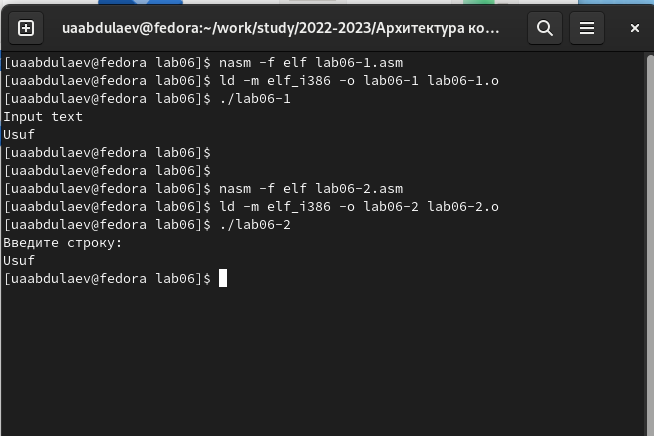 uaabdulaev@fedora:~/work/study/2022-2023/Архитектура ко...
[uaabdulaev@fedora lab06]$ nasm -f elf lab06-1.asm
[uaabdulaev@fedora lab06]$ ld -m elf_i386 -o lab06-1 lab06-1.o
[uaabdulaev@fedora lab06]$ ./lab06-1
Input text
Usuf
[uaabdulaev@fedora lab06]$
[uaabdulaev@fedora lab06]$
[uaabdulaev@fedora lab06]$ nasm -f elf lab06-2.asm
[uaabdulaev@fedora lab06]$ ld -m elf_i386 -o lab06-2 lab06-2.o
[uaabdulaev@fedora lab06]$ ./lab06-2
Введите строку:
Usuf
[uaabdulaev@fedora lab06]$